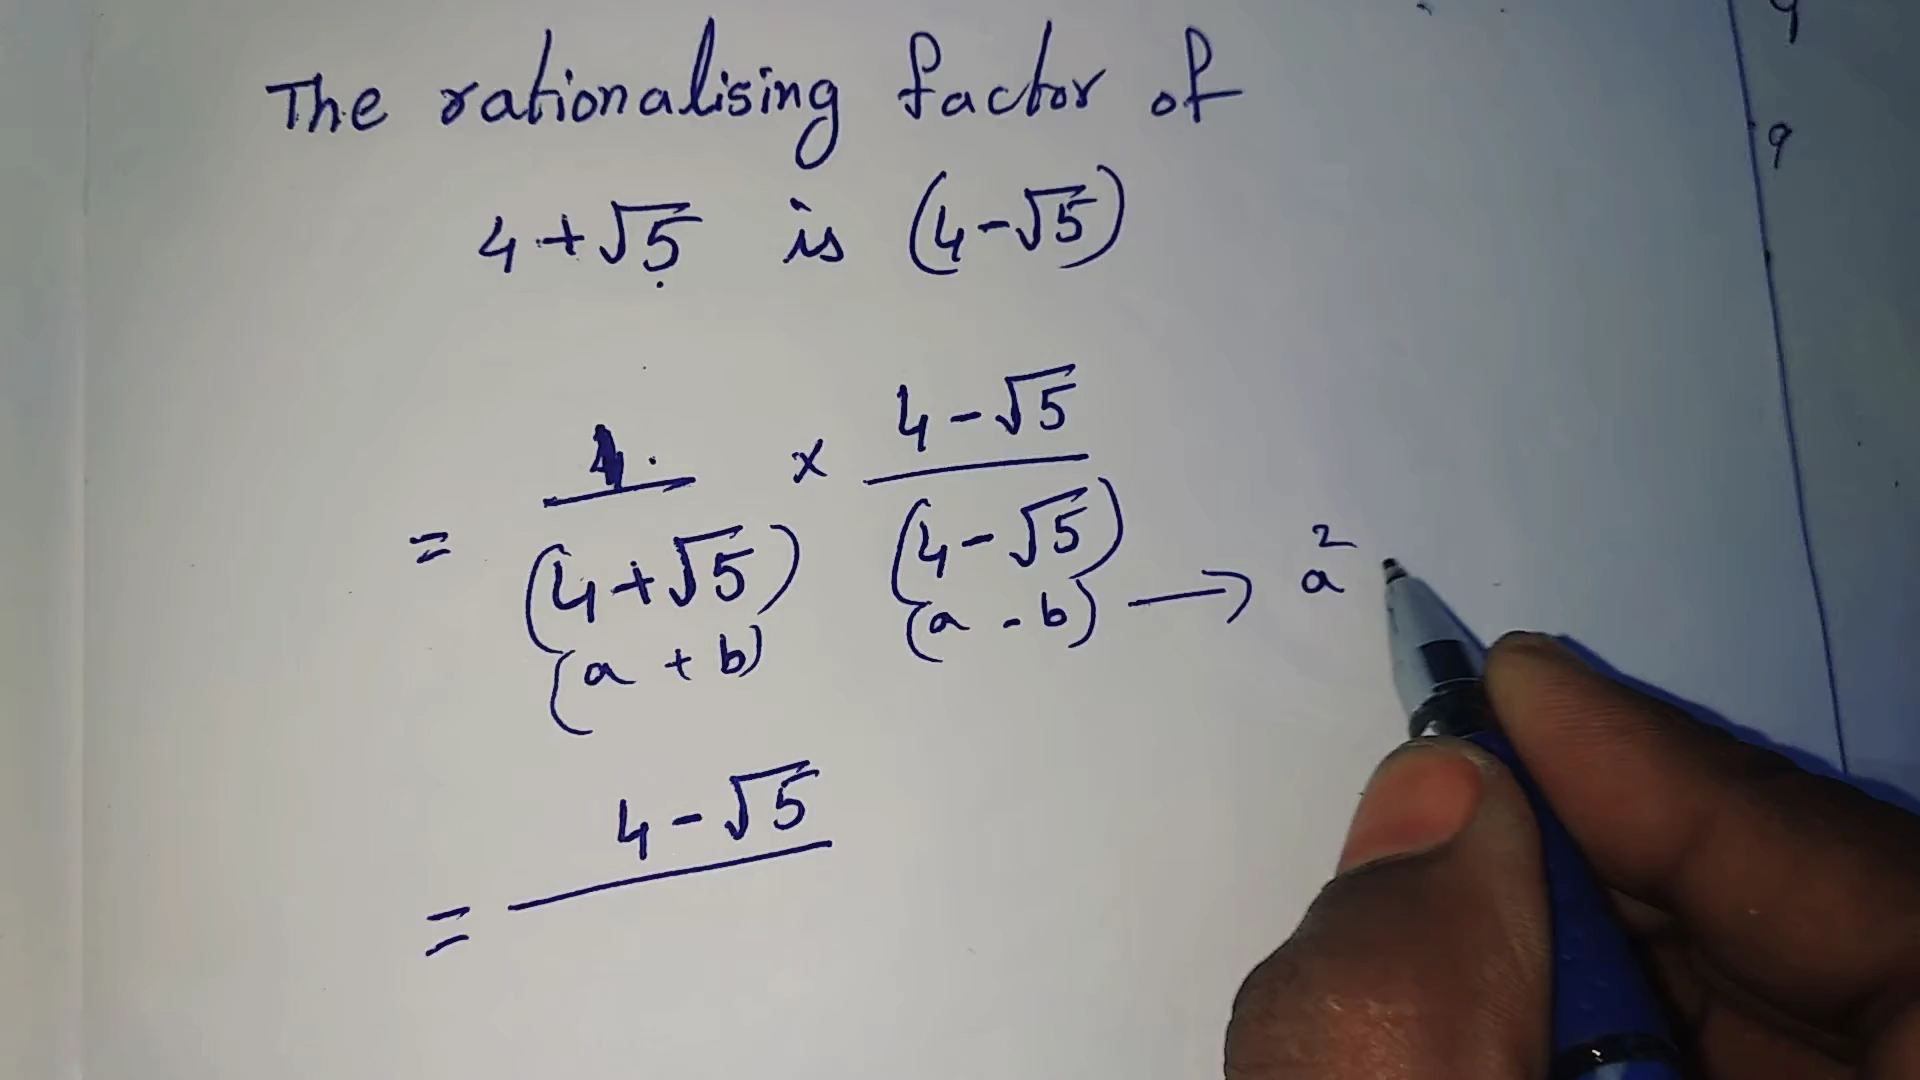 The rationalising factor of
4+√5 is (4-√5)
= 1/(4+√5) × 4-√5/(4-√5)
(a + b) (a - b) → a²
= 4-√5
9